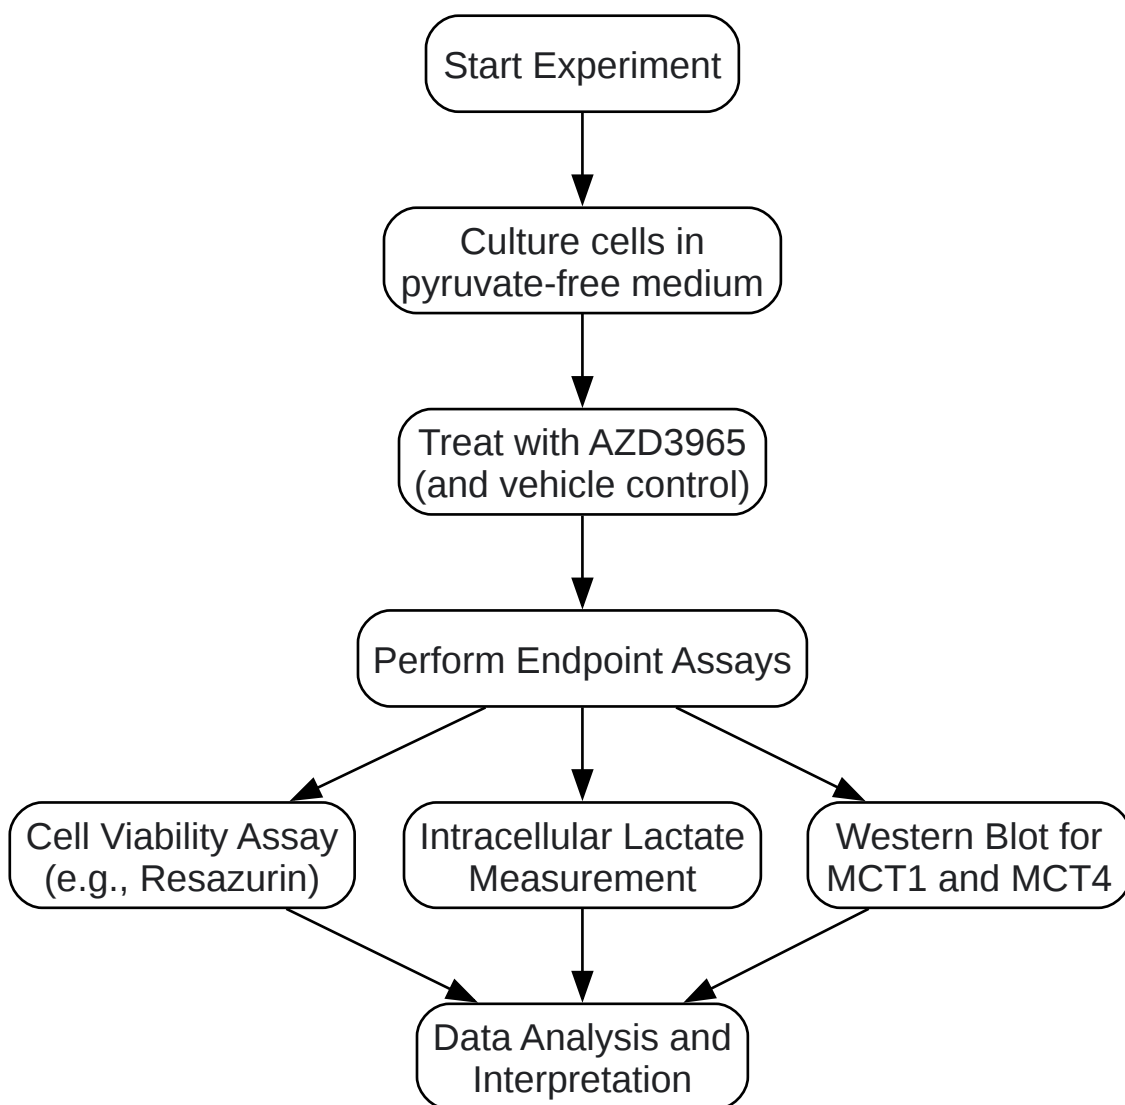 Start Experiment
Culture cells in
pyruvate-free medium
Treat with AZD3965
(and vehicle control)
Perform Endpoint Assays
Cell Viability Assay
(e.g., Resazurin)
Intracellular Lactate
Measurement
Western Blot for
MCT1 and MCT4
Data Analysis and
Interpretation